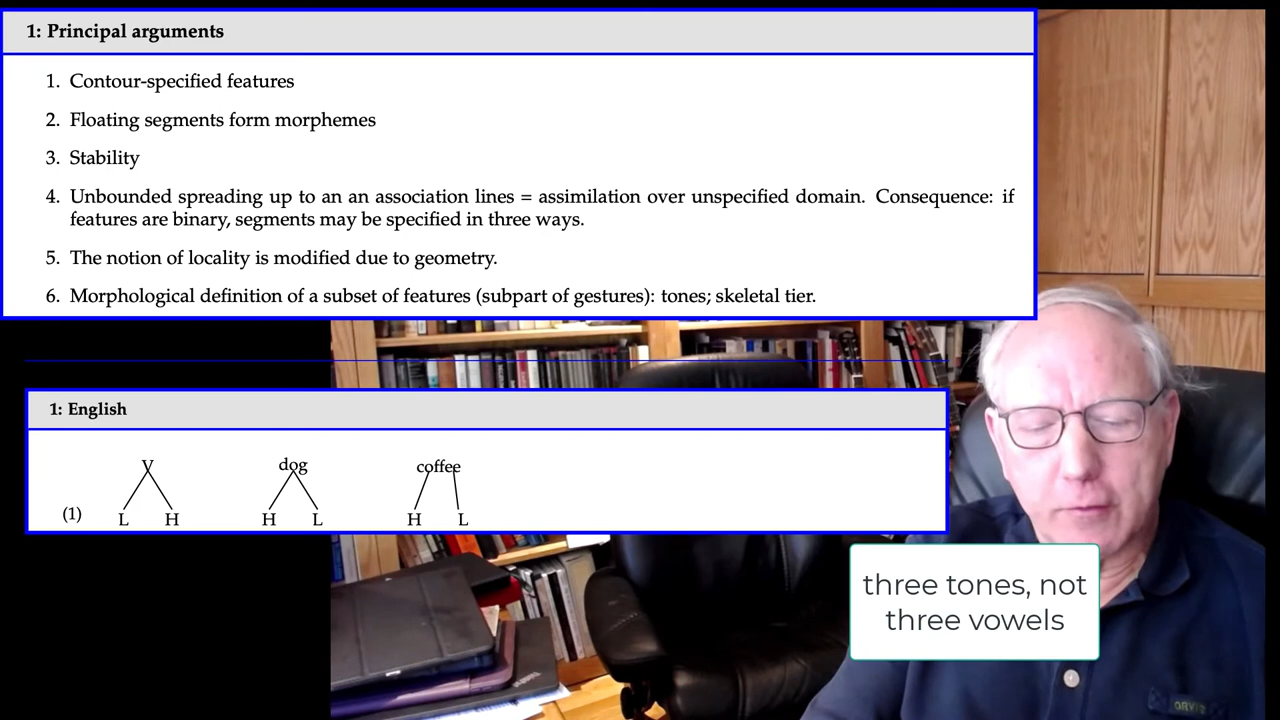 1: Principal arguments
1. Contour-specified features
2. Floating segments form morphemes
3. Stability
4. Unbounded spreading up to an an association lines = assimilation over unspecified domain. Consequence: if
features are binary, segments may be specified in three ways.
5. The notion of locality is modified due to geometry.
6. Morphological definition of a subset of features (subpart of gestures): tones; skeletal tier.
1: English
V dog coffee
(1) L H H L H L
three tones, not
three vowels
ORVIS